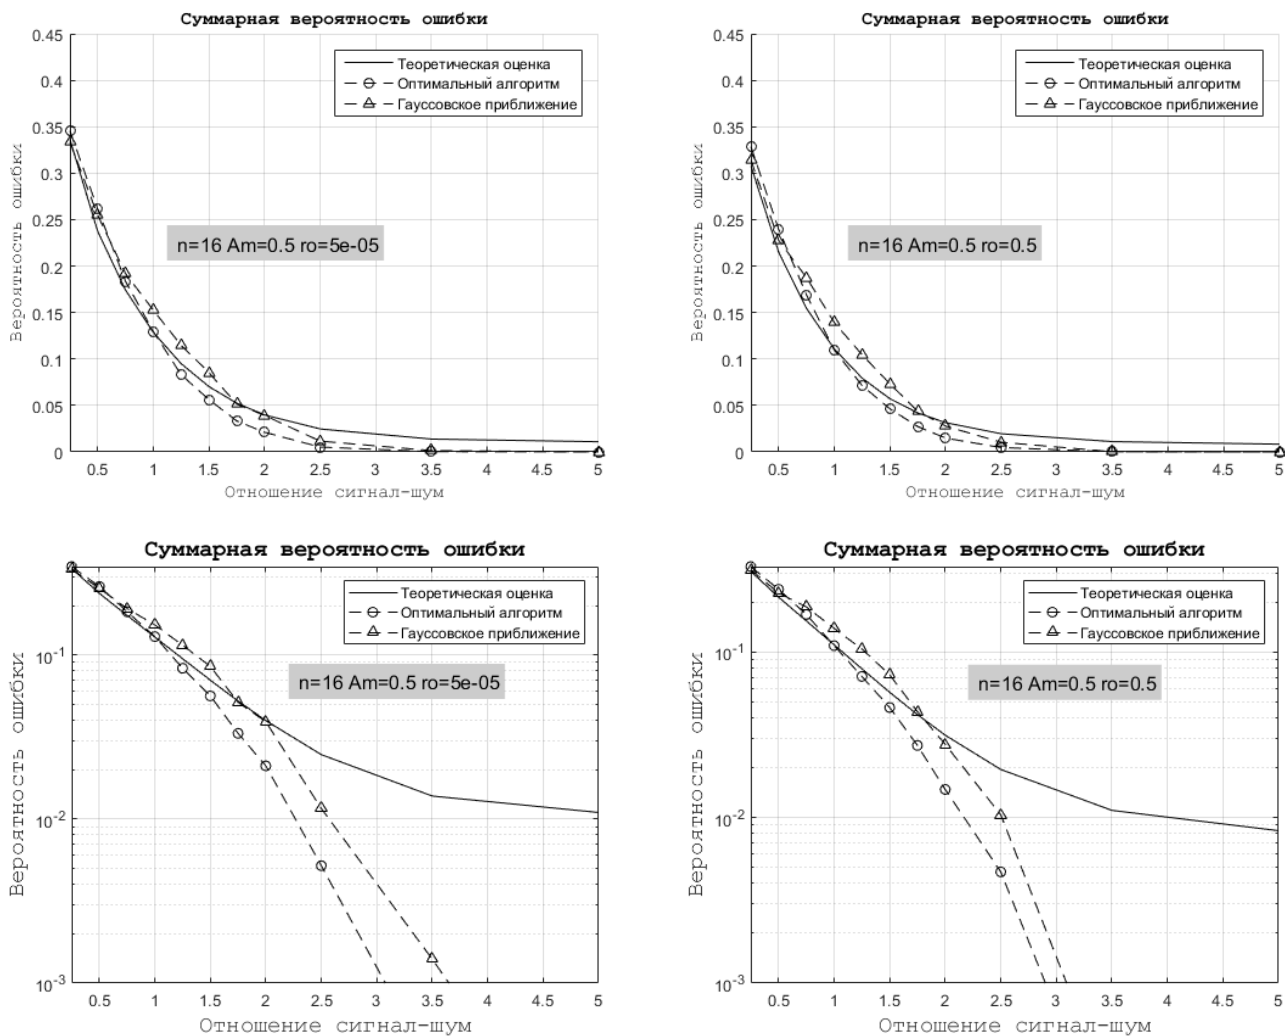 Суммарная вероятность ошибки
0.45
0.4
0.35
0.3
0.25
0.2
0.15
0.1
0.05
0
Вероятность ошибки
Теоретическая оценка
Оптимальный алгоритм
Гауссовское приближение
n=16 Am=0.5 ro=5e-05
0.5 1 1.5 2 2.5 3 3.5 4 4.5 5
Отношение сигнал-шум
Суммарная вероятность ошибки
0.45
0.4
0.35
0.3
0.25
0.2
0.15
0.1
0.05
0
Вероятность ошибки
Теоретическая оценка
Оптимальный алгоритм
Гауссовское приближение
n=16 Am=0.5 ro=0.5
0.5 1 1.5 2 2.5 3 3.5 4 4.5 5
Отношение сигнал-шум
Суммарная вероятность ошибки
10-1
10-2
10-3
Вероятность ошибки
Теоретическая оценка
Оптимальный алгоритм
Гауссовское приближение
n=16 Am=0.5 ro=5e-05
0.5 1 1.5 2 2.5 3 3.5 4 4.5 5
Отношение сигнал-шум
Суммарная вероятность ошибки
10-1
10-2
10-3
Вероятность ошибки
Теоретическая оценка
Оптимальный алгоритм
Гауссовское приближение
n=16 Am=0.5 ro=0.5
0.5 1 1.5 2 2.5 3 3.5 4 4.5 5
Отношение сигнал-шум